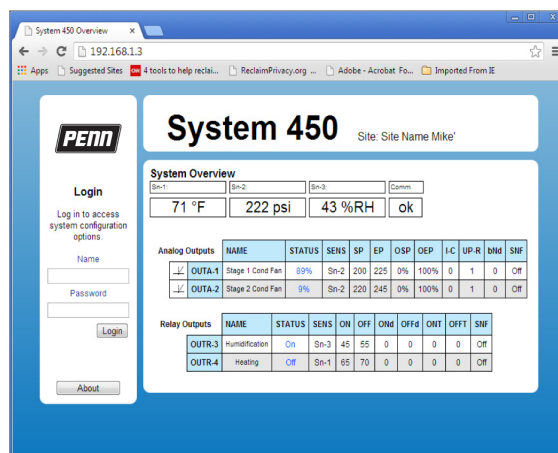 System 450 Overview
192.168.1.3
Apps Suggested Sites CNN 4 tools to help reclai... ReclaimPrivacy.org ... Adobe - Acrobat Fo... Imported From IE
PENN
System 450 Site: Site Name Mike'
Login
Log in to access
system configuration
options.
Name
Password
Login
About
System Overview
Sn-1: Sn-2: Sn-3: Comm
71 °F 222 psi 43 %RH ok
Analog Outputs NAME STATUS SENS SP EP OSP OEP I-C UP-R bNd SNF
OUTA-1 Stage 1 Cond Fan 89% Sn-2 200 225 0% 100% 0 1 0 Off
OUTA-2 Stage 2 Cond Fan 9% Sn-2 220 245 0% 100% 0 1 0 Off
Relay Outputs NAME STATUS SENS ON OFF ONd OFFd ONT OFFT SNF
OUTR-3 Humidification On Sn-3 45 55 0 0 0 0 Off
OUTR-4 Heating Off Sn-1 65 70 0 0 0 0 Off